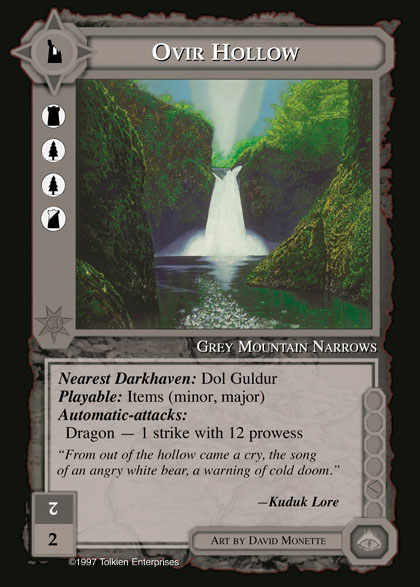 OVIR HOLLOW
GREY MOUNTAIN NARROWS
Nearest Darkhaven: Dol Guldur
Playable: Items (minor, major)
Automatic-attacks:
Dragon — 1 strike with 12 prowess
“From out of the hollow came a cry, the song
of an angry white bear, a warning of cold doom.”
—Kuduk Lore
2
2
ART BY DAVID MONETTE
©1997 Tolkien Enterprises